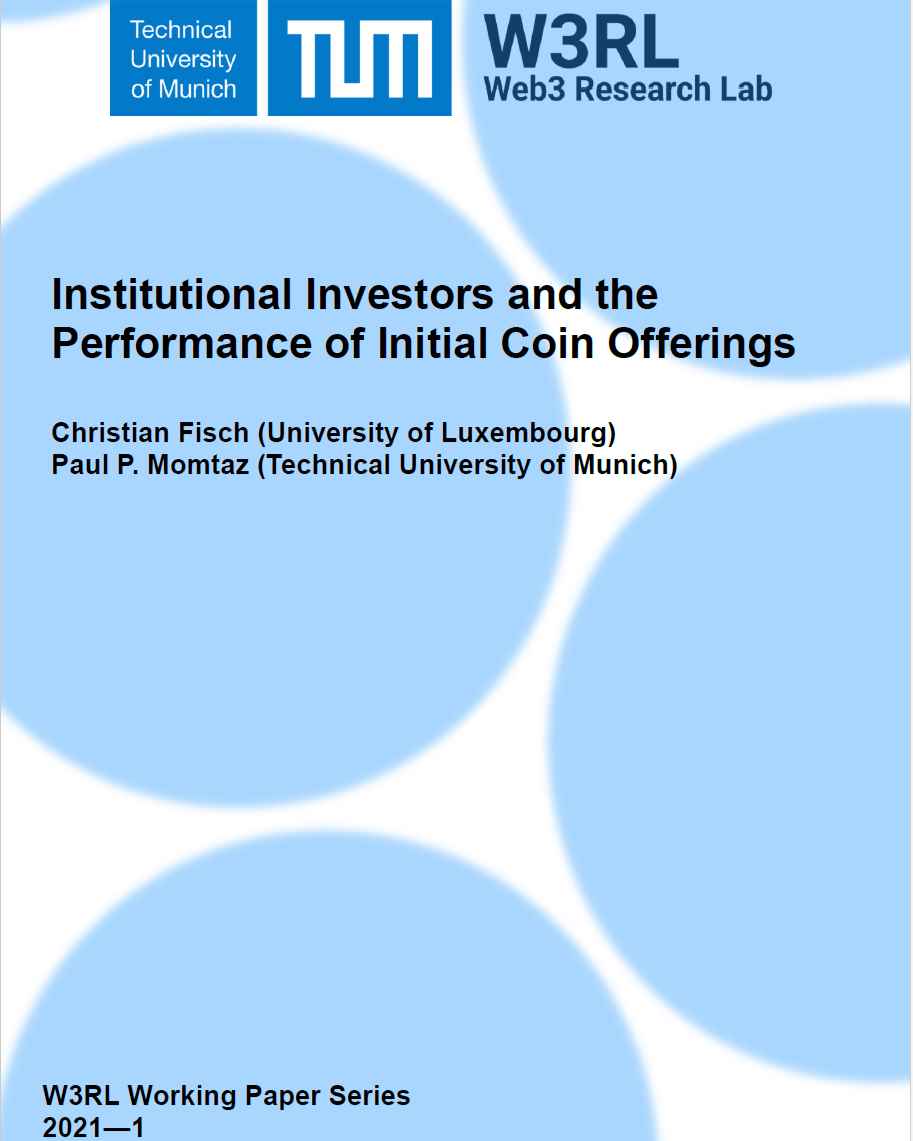 Technical
University
of Munich
TUM
W3RL
Web3 Research Lab
Institutional Investors and the
Performance of Initial Coin Offerings
Christian Fisch (University of Luxembourg)
Paul P. Momtaz (Technical University of Munich)
W3RL Working Paper Series
2021—1